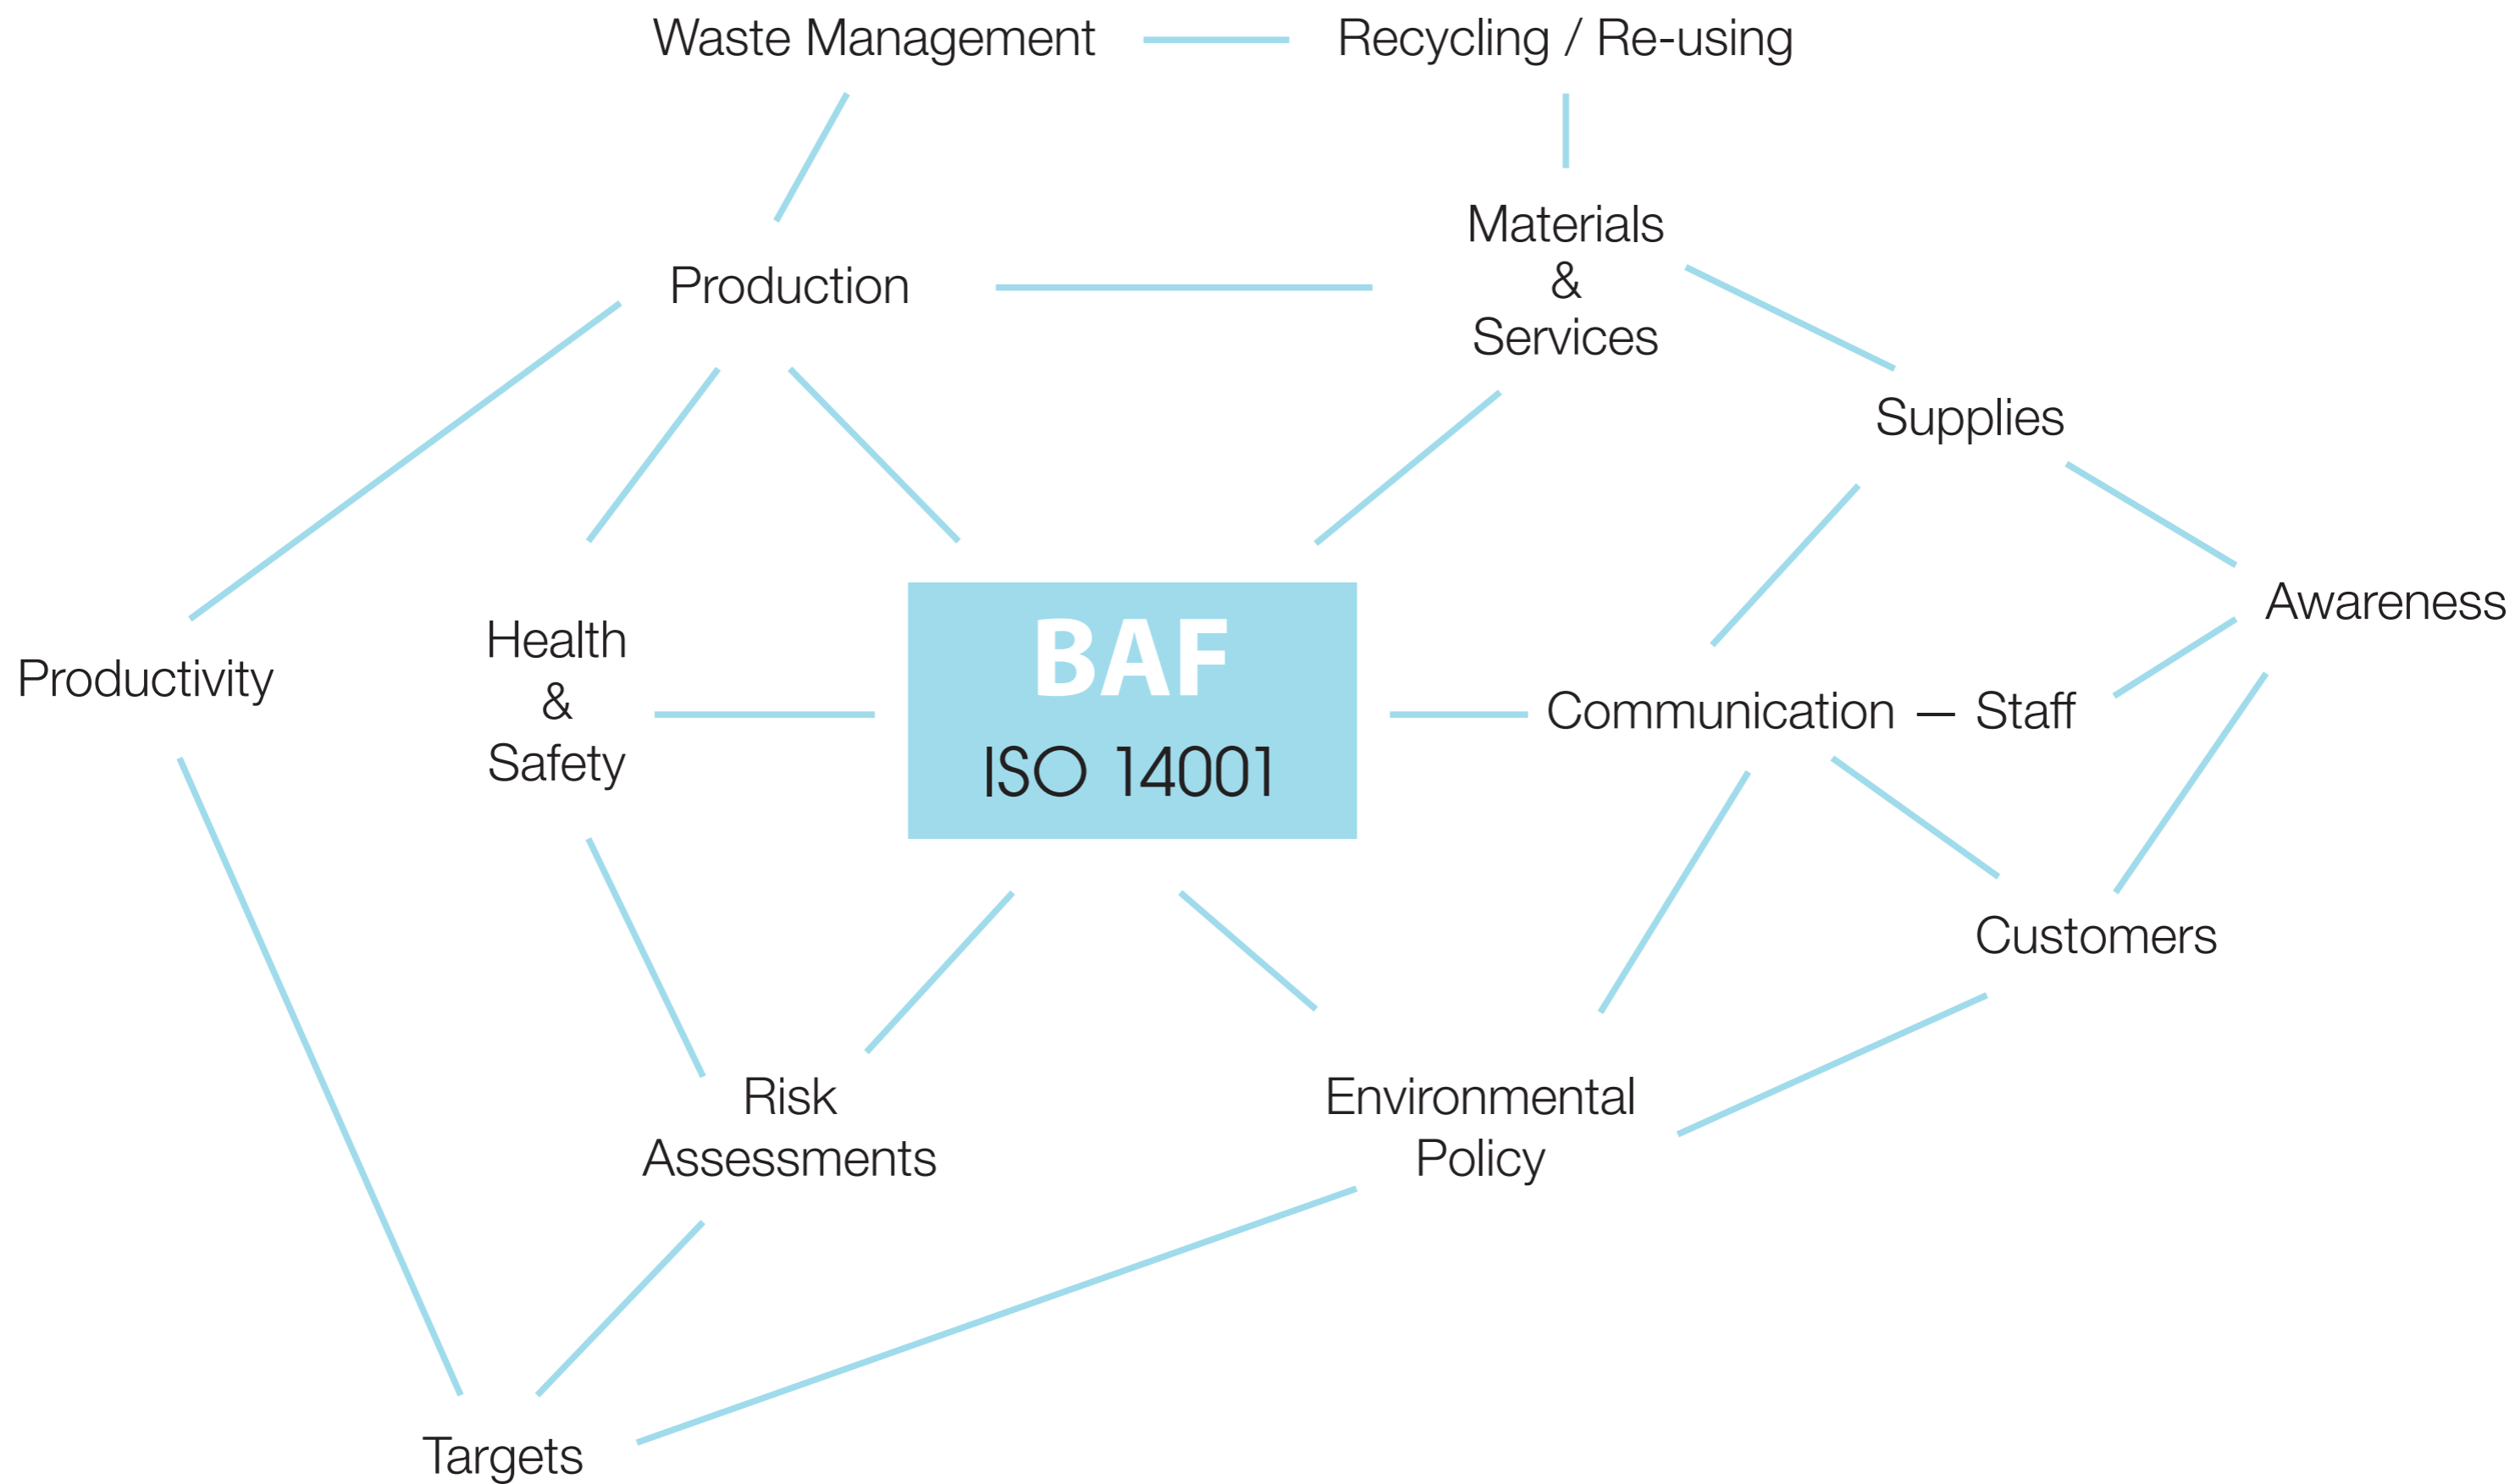 Waste Management
Recycling / Re-using
Materials
&
Services
Production
Supplies
Awareness
Health
&
Safety
Productivity
BAF
ISO 14001
Communication — Staff
Customers
Risk
Assessments
Environmental
Policy
Targets